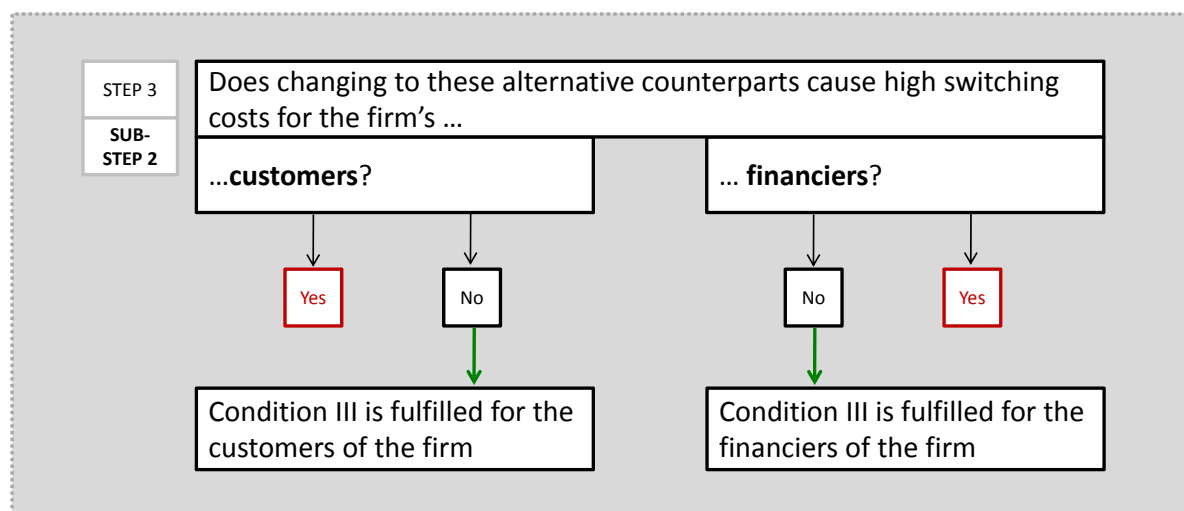 STEP 3
SUB-
STEP 2
Does changing to these alternative counterparts cause high switching
costs for the firm’s …
…customers?
… financiers?
Yes
No
No
Yes
Condition III is fulfilled for the
customers of the firm
Condition III is fulfilled for the
financiers of the firm